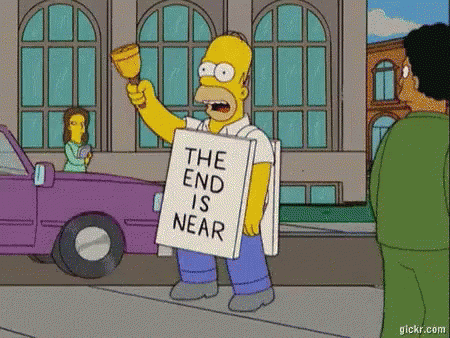 THE
END
IS
NEAR
gickr.com